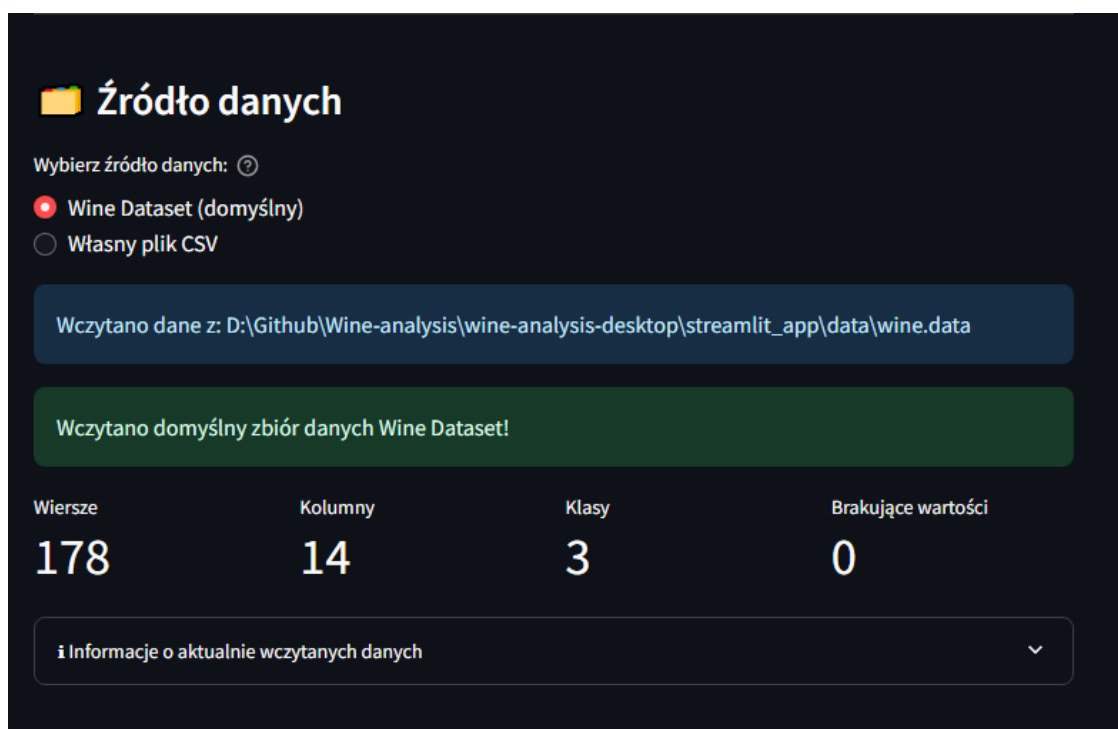 Źródło danych
Wybierz źródło danych:
Wine Dataset (domyślny)
Własny plik CSV
Wczytano dane z: D:\Github\Wine-analysis\wine-analysis-desktop\streamlit_app\data\wine.data
Wczytano domyślny zbiór danych Wine Dataset!
Wiersze Kolumny Klasy Brakujące wartości
178 14 3 0
ℹ Informacje o aktualnie wczytanych danych